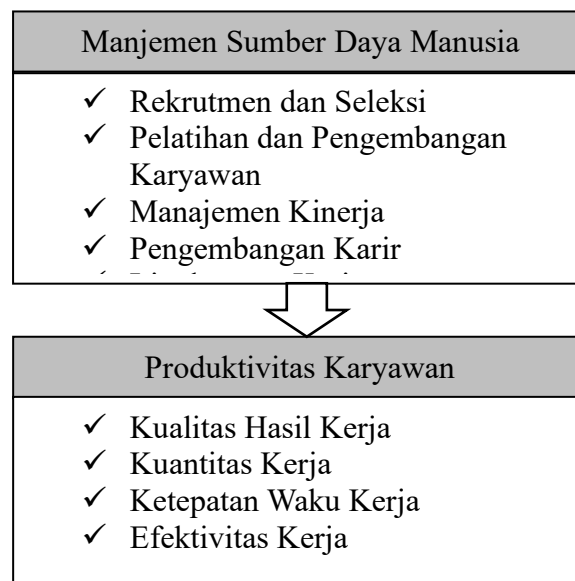 Manjemen Sumber Daya Manusia
✓ Rekrutmen dan Seleksi
✓ Pelatihan dan Pengembangan
Karyawan
✓ Manajemen Kinerja
✓ Pengembangan Karir
Produktivitas Karyawan
✓ Kualitas Hasil Kerja
✓ Kuantitas Kerja
✓ Ketepatan Waku Kerja
✓ Efektivitas Kerja